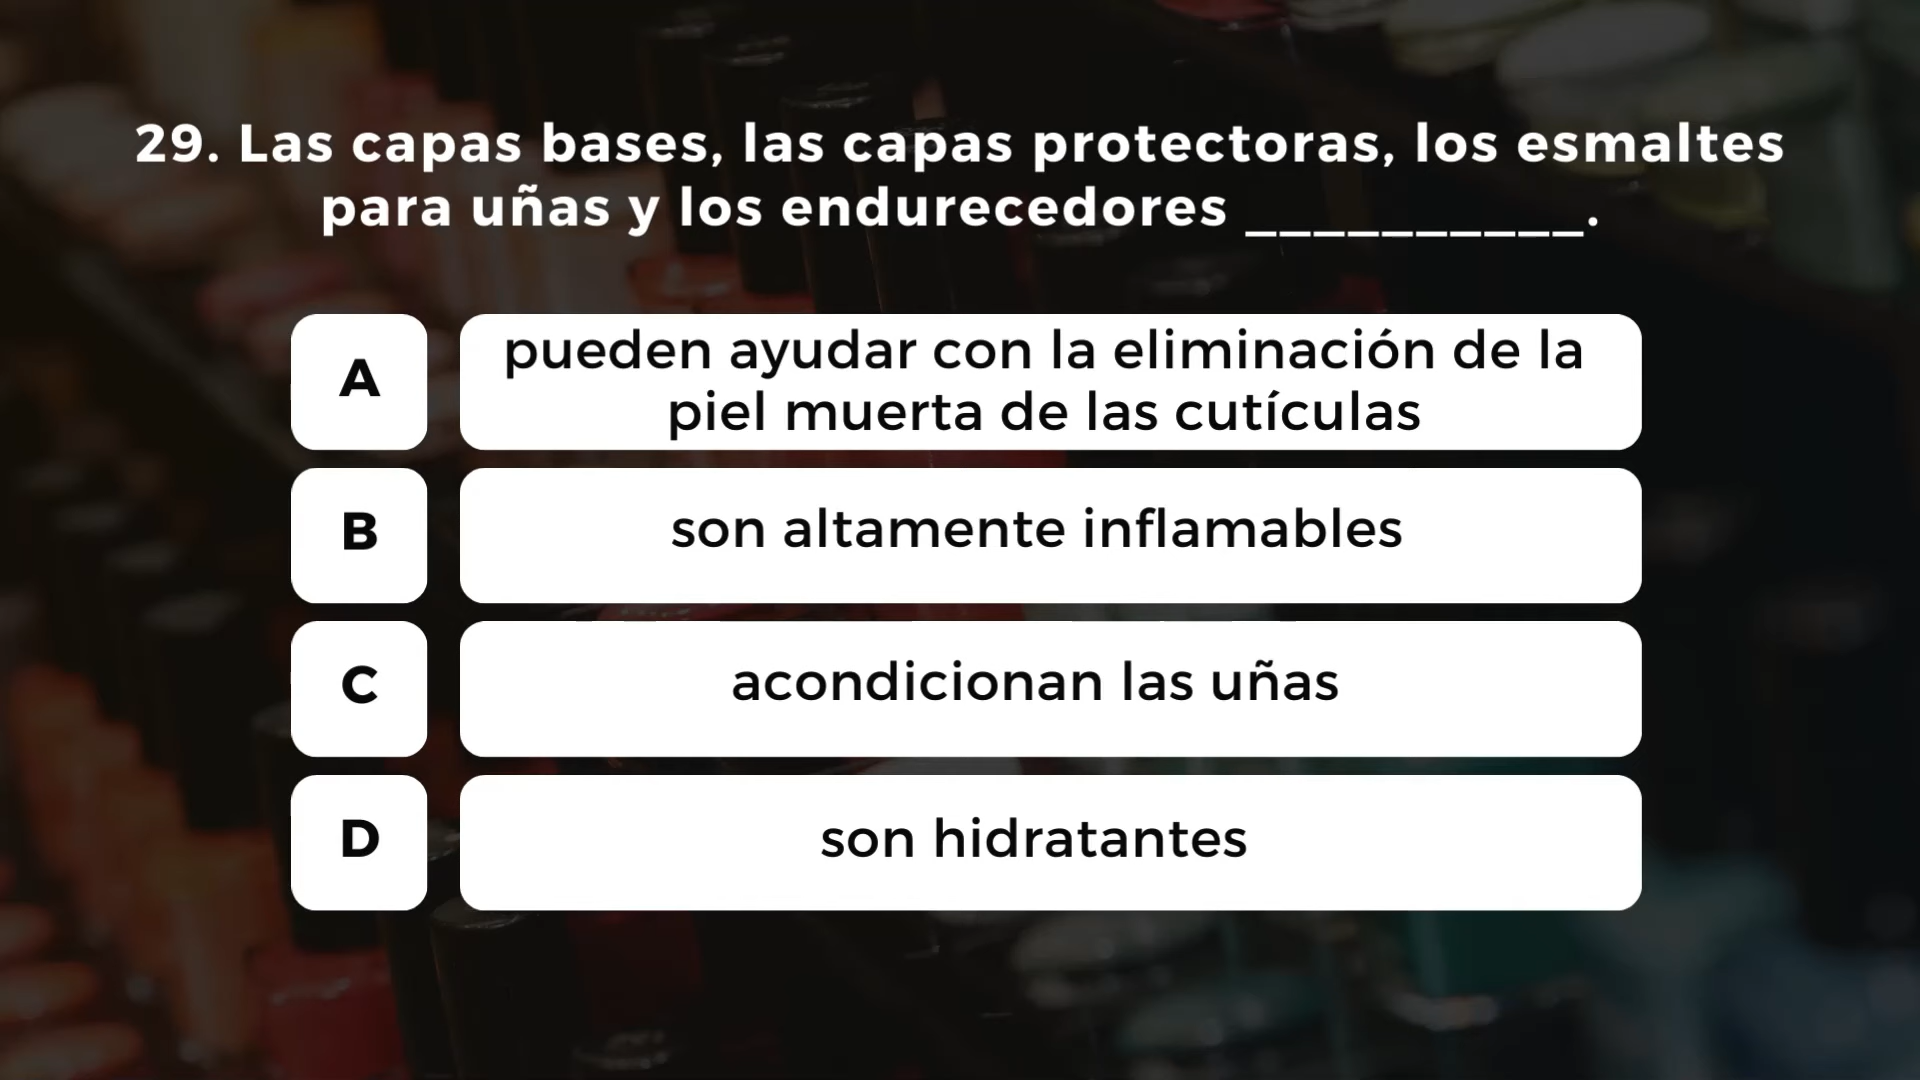 29. Las capas bases, las capas protectoras, los esmaltes
para uñas y los endurecedores __________.
A
pueden ayudar con la eliminación de la
piel muerta de las cutículas
B
son altamente inflamables
C
acondicionan las uñas
D
son hidratantes